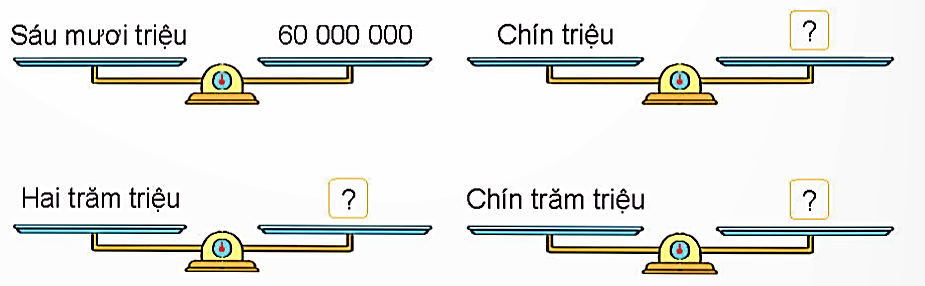 Sáu mươi triệu 60 000 000 Chín triệu ?
Hai trăm triệu ? Chín trăm triệu ?